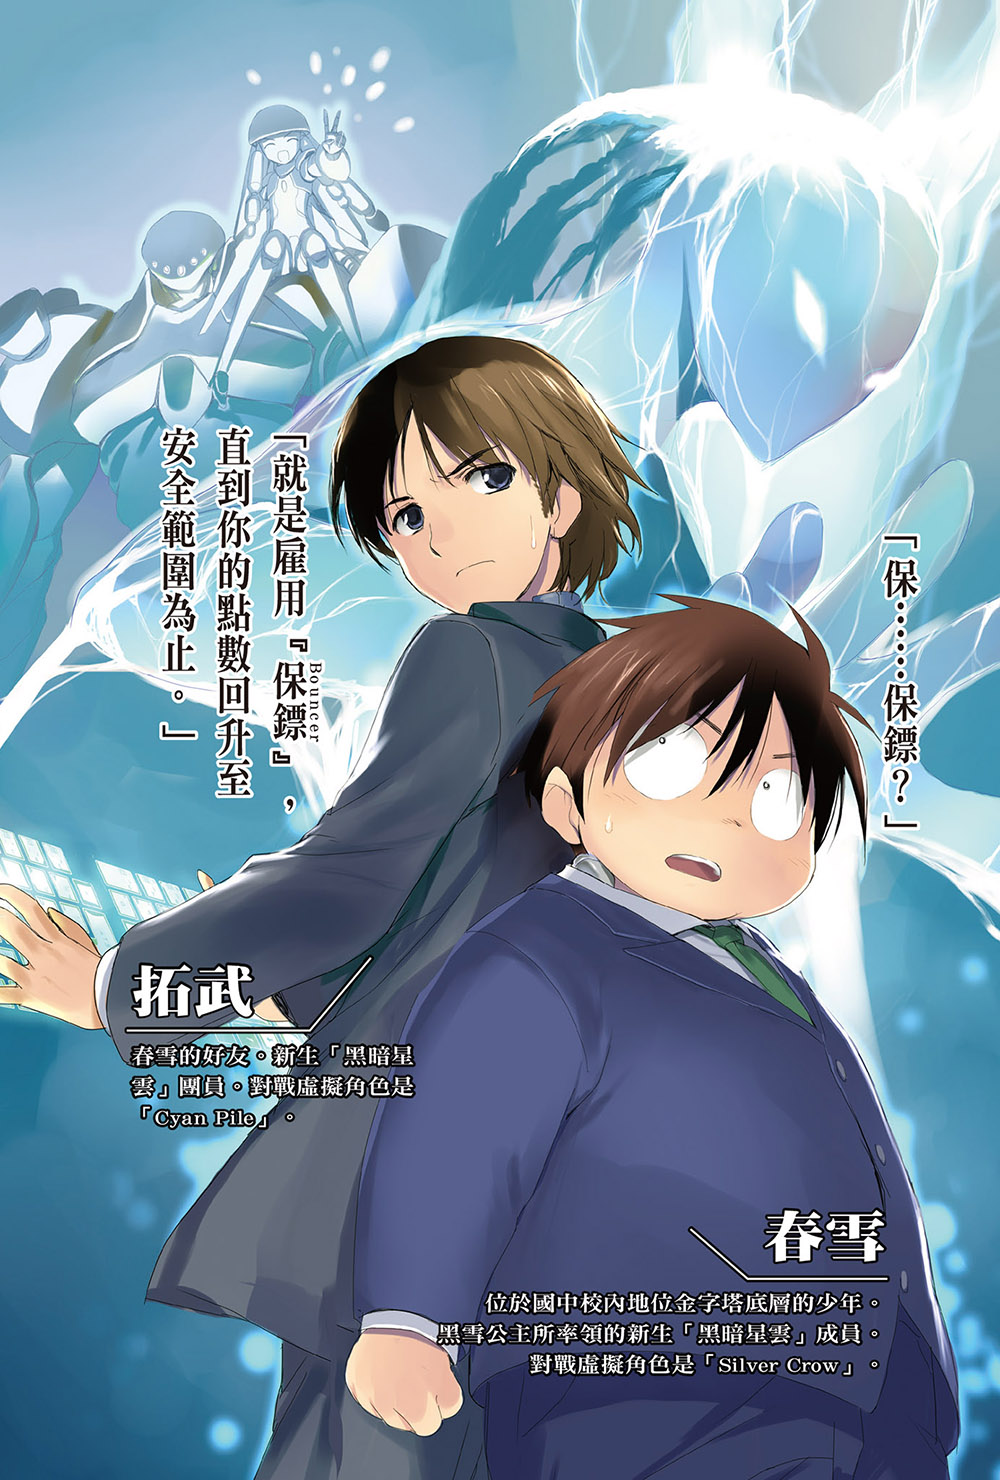 「保……保鏢？」
「就是雇用『保鏢』，
Bouncer
直到你的點數回升至
安全範圍為止。」
拓武
春雪的好友。新生「黑暗星
雲」團員。對戰虛擬角色是
「Cyan Pile」。
春雪
位於國中校內地位金字塔底層的少年。
黑雪公主所率領的新生「黑暗星雲」成員。
對戰虛擬角色是「Silver Crow」。